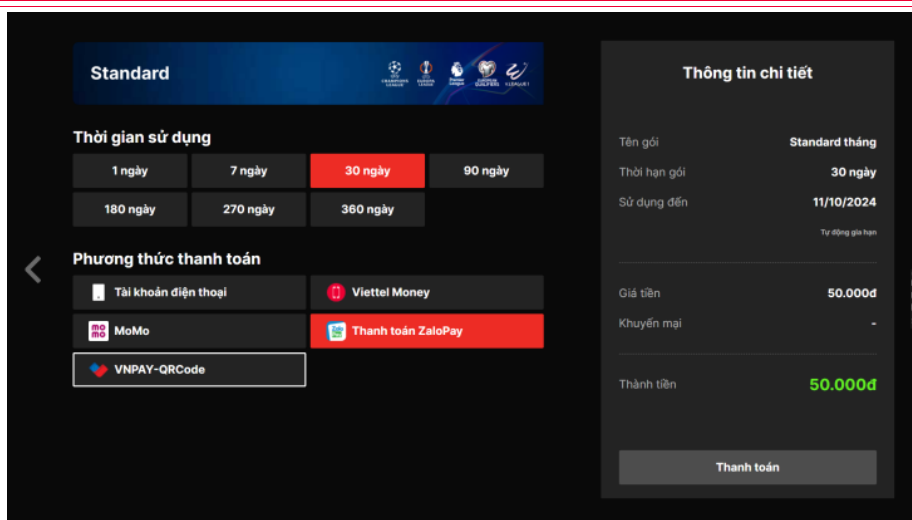 Standard
Thời gian sử dụng
1 ngày 7 ngày 30 ngày 90 ngày
180 ngày 270 ngày 360 ngày
Phương thức thanh toán
Tài khoản điện thoại Viettel Money
mo mo MoMo Thanh toán ZaloPay
VNPAY-QRCode
Thông tin chi tiết
Tên gói Standard tháng
Thời hạn gói 30 ngày
Sử dụng đến 11/10/2024
Tự động gia hạn
Giá tiền 50.000đ
Khuyến mại -
Thành tiền 50.000đ
Thanh toán